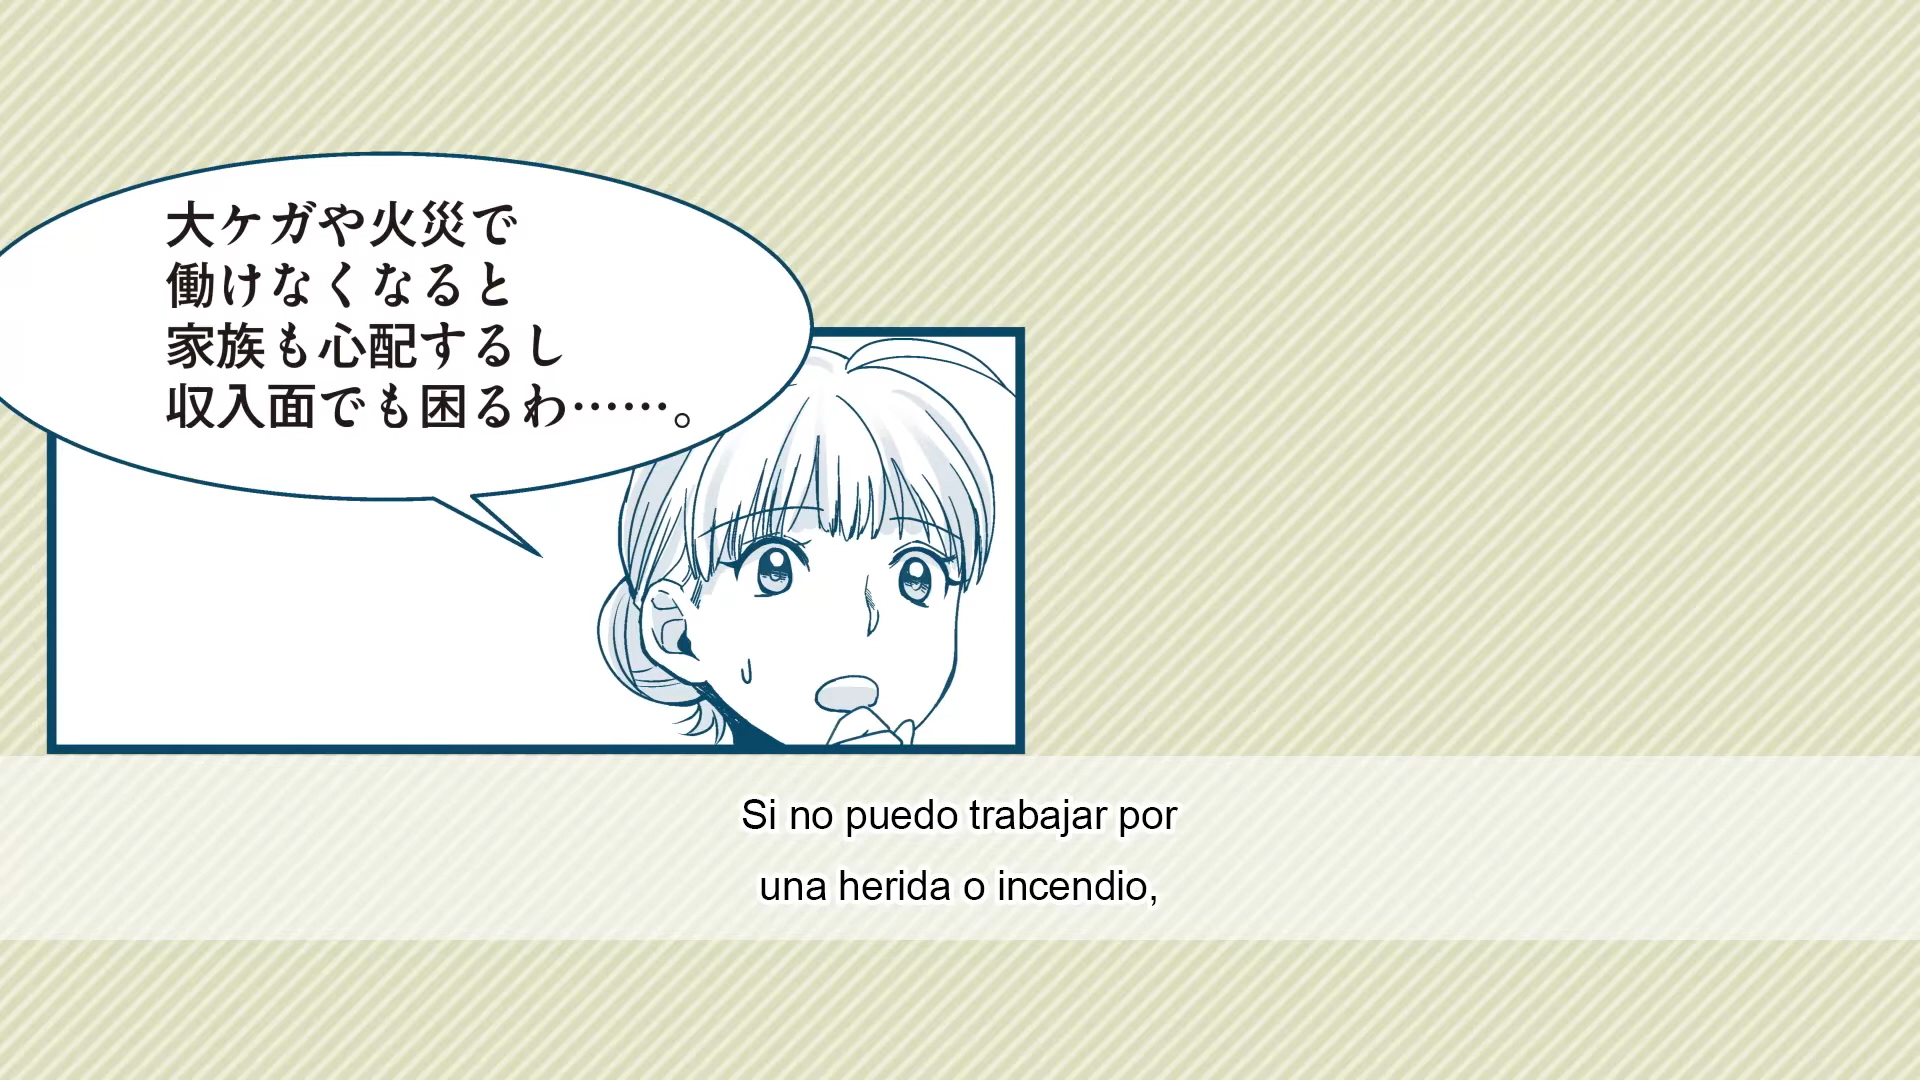 大ケガや火災で
働けなくなると
家族も心配するし
収入面でも困るわ……。
Si no puedo trabajar por
una herida o incendio,